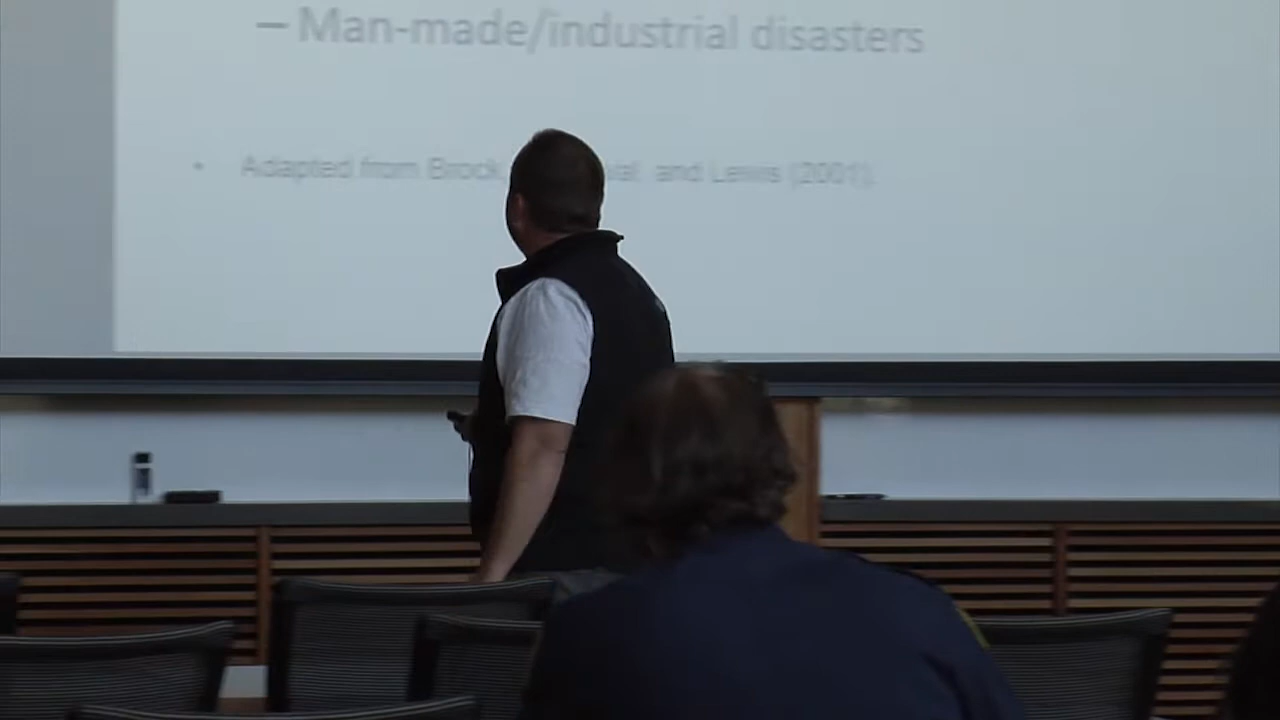 – Man-made/industrial disasters
• Adapted from Brock and Lewis (2001).